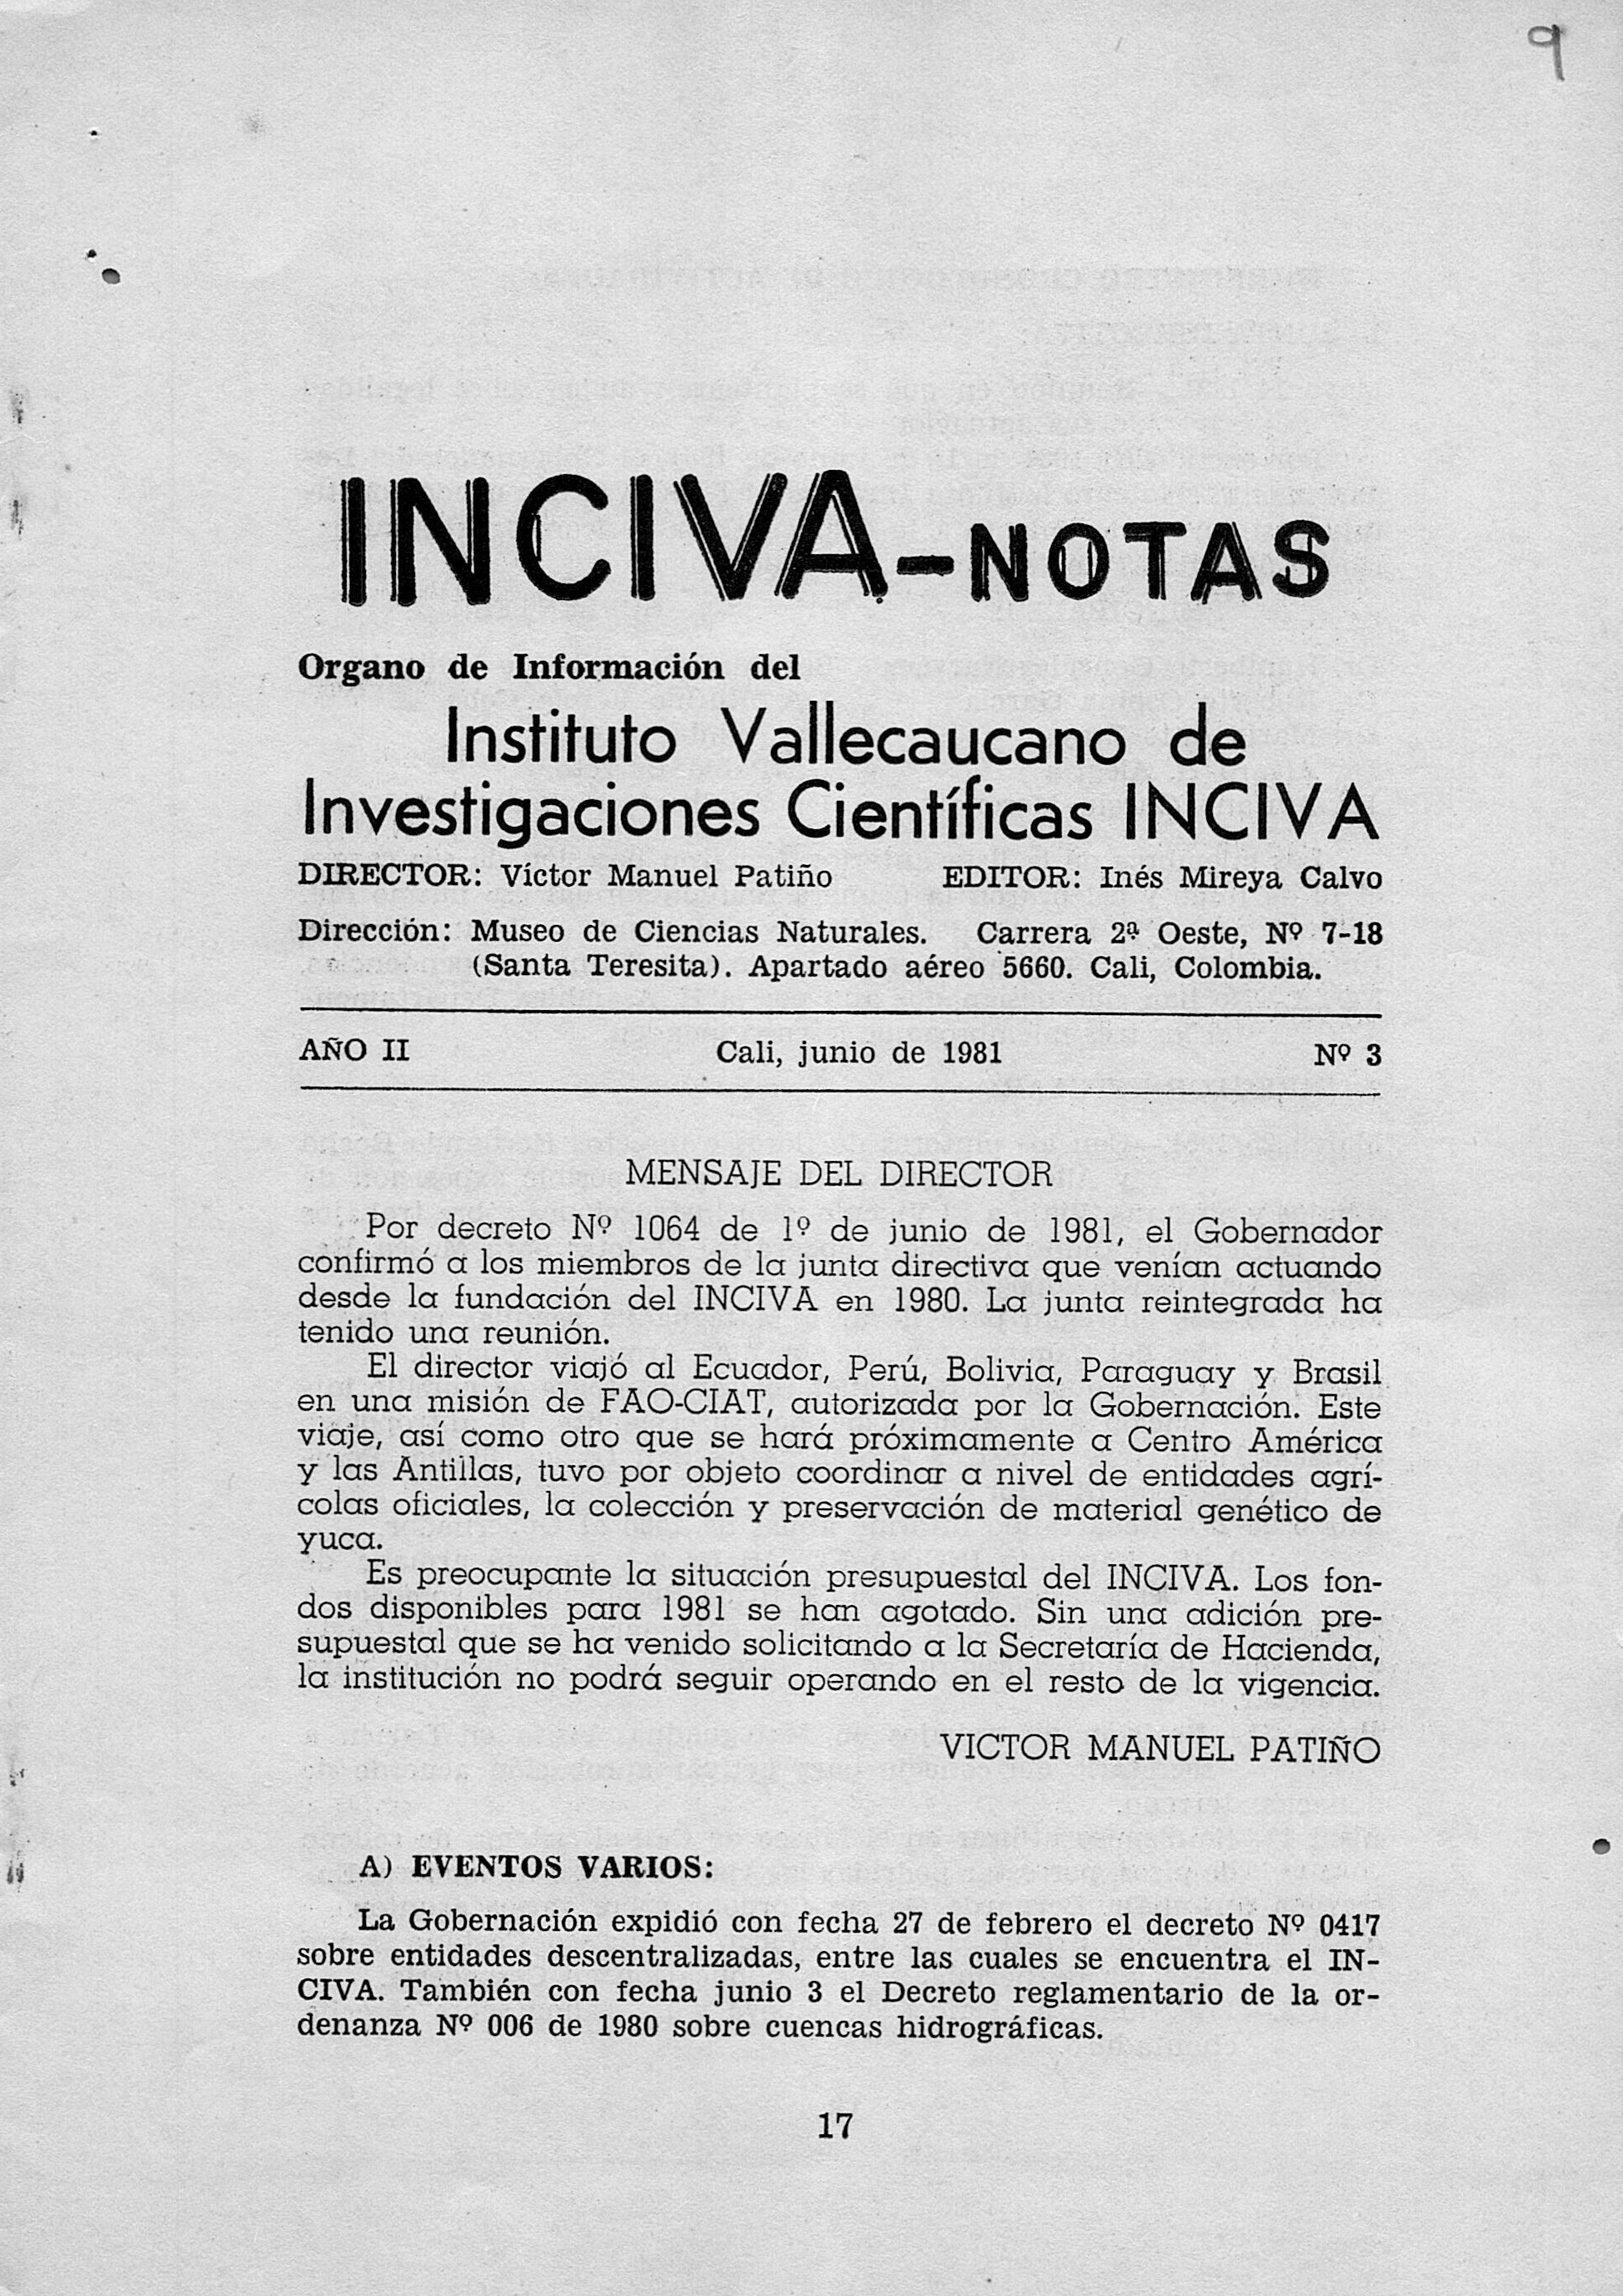 9
INCIVA-NOTAS
Organo de Información del
Instituto Vallecaucano de
Investigaciones Científicas INCIVA
DIRECTOR: Víctor Manuel Patiño EDITOR: Inés Mireya Calvo
Dirección: Museo de Ciencias Naturales. Carrera 2ª Oeste, Nº 7-18
(Santa Teresita). Apartado aéreo 5660. Cali, Colombia.
AÑO II Cali, junio de 1981 Nº 3
MENSAJE DEL DIRECTOR
Por decreto Nº 1064 de 1º de junio de 1981, el Gobernador
confirmó a los miembros de la junta directiva que venían actuando
desde la fundación del INCIVA en 1980. La junta reintegrada ha
tenido una reunión.
El director viajó al Ecuador, Perú, Bolivia, Paraguay y Brasil
en una misión de FAO-CIAT, autorizada por la Gobernación. Este
viaje, así como otro que se hará próximamente a Centro América
y las Antillas, tuvo por objeto coordinar a nivel de entidades agrí-
colas oficiales, la colección y preservación de material genético de
yuca.
Es preocupante la situación presupuestal del INCIVA. Los fon-
dos disponibles para 1981 se han agotado. Sin una adición pre-
supuestal que se ha venido solicitando a la Secretaría de Hacienda,
la institución no podrá seguir operando en el resto de la vigencia.
VICTOR MANUEL PATIÑO
A) EVENTOS VARIOS:
La Gobernación expidió con fecha 27 de febrero el decreto Nº 0417
sobre entidades descentralizadas, entre las cuales se encuentra el IN-
CIVA. También con fecha junio 3 el Decreto reglamentario de la or-
denanza Nº 006 de 1980 sobre cuencas hidrográficas.
17